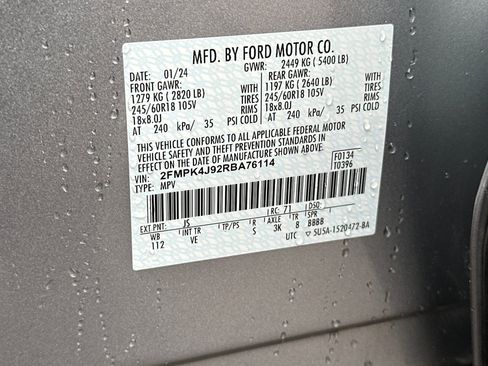 MFD. BY FORD MOTOR CO.
DATE: 01/24 GVWR: 2449 KG ( 5400 LB)
FRONT GAWR: REAR GAWR:
1279 KG ( 2820 LB) WITH 1197 KG ( 2640 LB) WITH
245/60R18 105V TIRES 245/60R18 105V TIRES
18x8.0J RIMS 18x8.0J RIMS
AT 240 kPa/ 35 PSI COLD AT 240 kPa/ 35 PSI COLD
THIS VEHICLE CONFORMS TO ALL APPLICABLE FEDERAL MOTOR
VEHICLE SAFETY AND THEFT PREVENTION STANDARDS IN
EFFECT ON THE DATE OF MANUFACTURE SHOWN ABOVE.
VIN: 2FMPK4J92RBA76114
TYPE: MPV
F0134
T0396
EXT PNT: JS RC: 71 DSO:
WB INT TR TP/PS R AXLE TR SPR
112 VE S 3K 8 BBBB
UTC 5U5A-1520472-BA